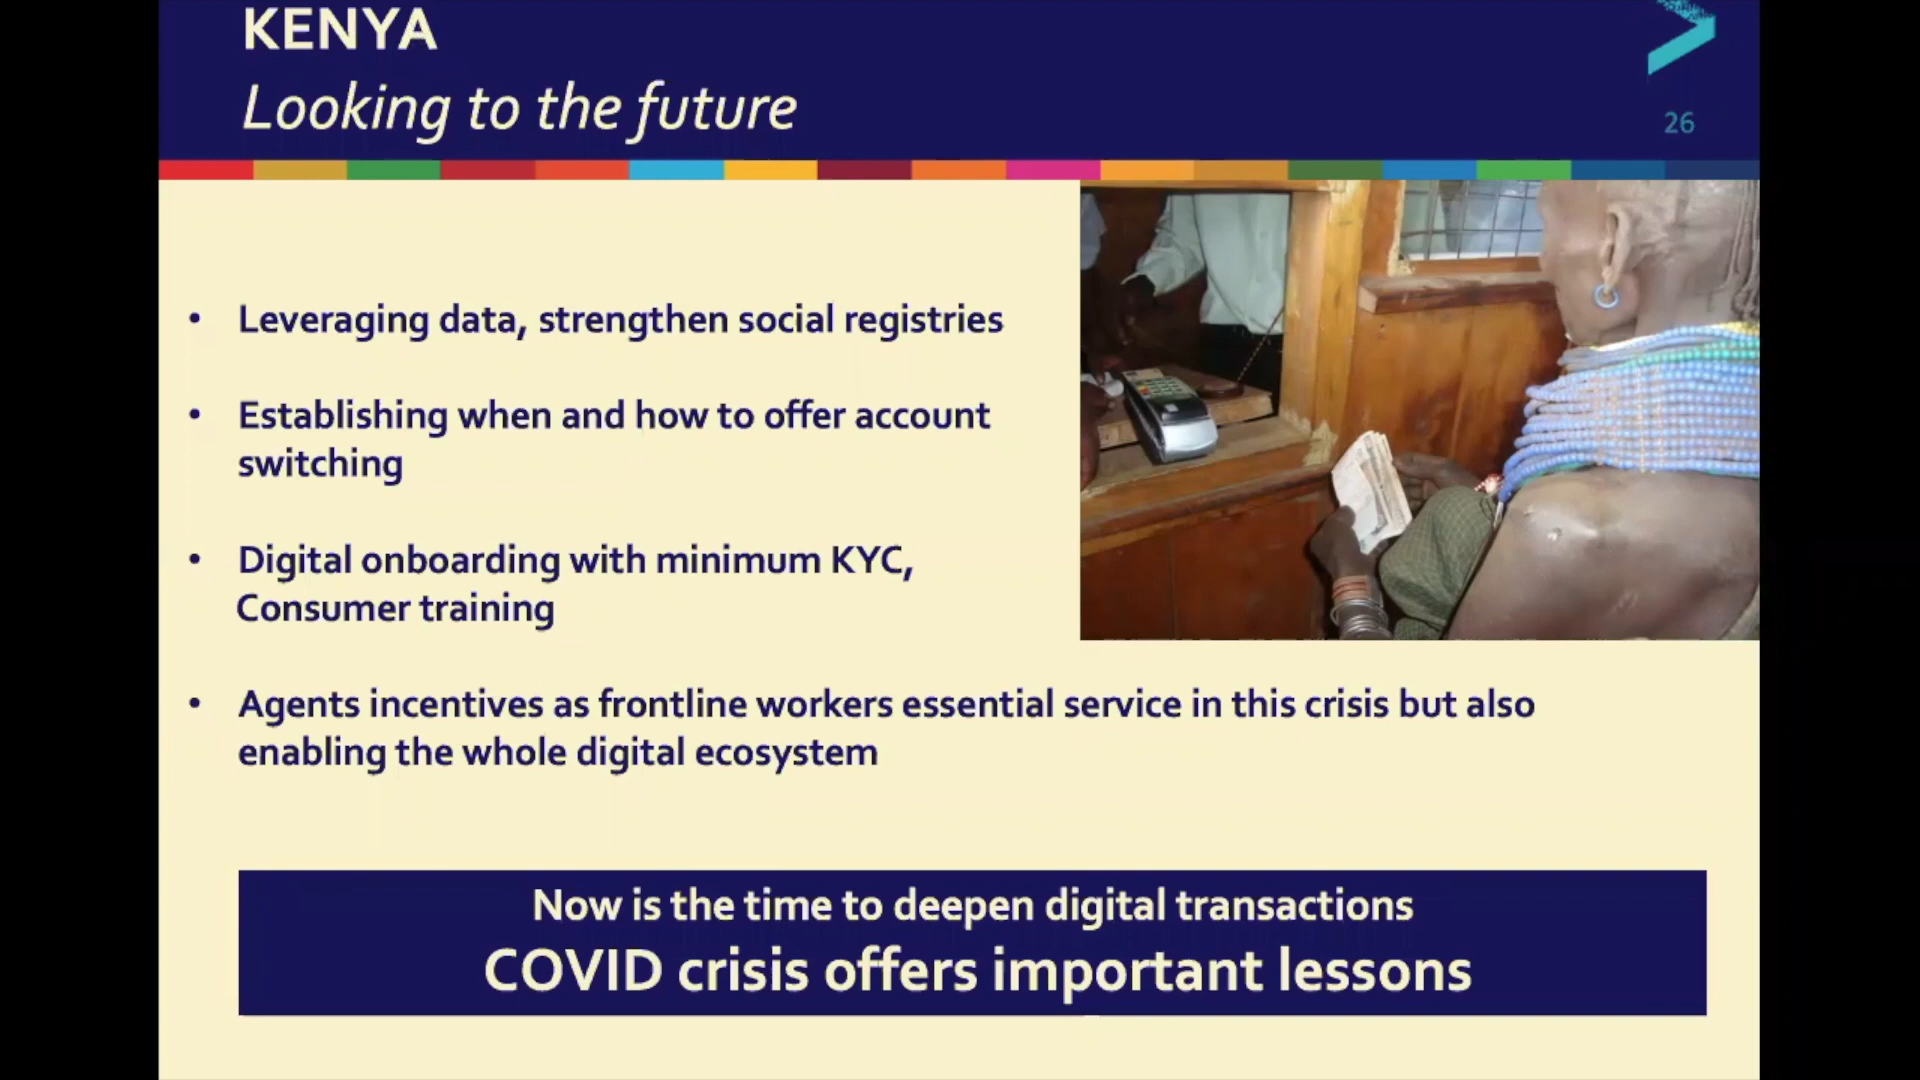 KENYA
Looking to the future
26
• Leveraging data, strengthen social registries
• Establishing when and how to offer account
switching
• Digital onboarding with minimum KYC,
Consumer training
• Agents incentives as frontline workers essential service in this crisis but also
enabling the whole digital ecosystem
Now is the time to deepen digital transactions
COVID crisis offers important lessons